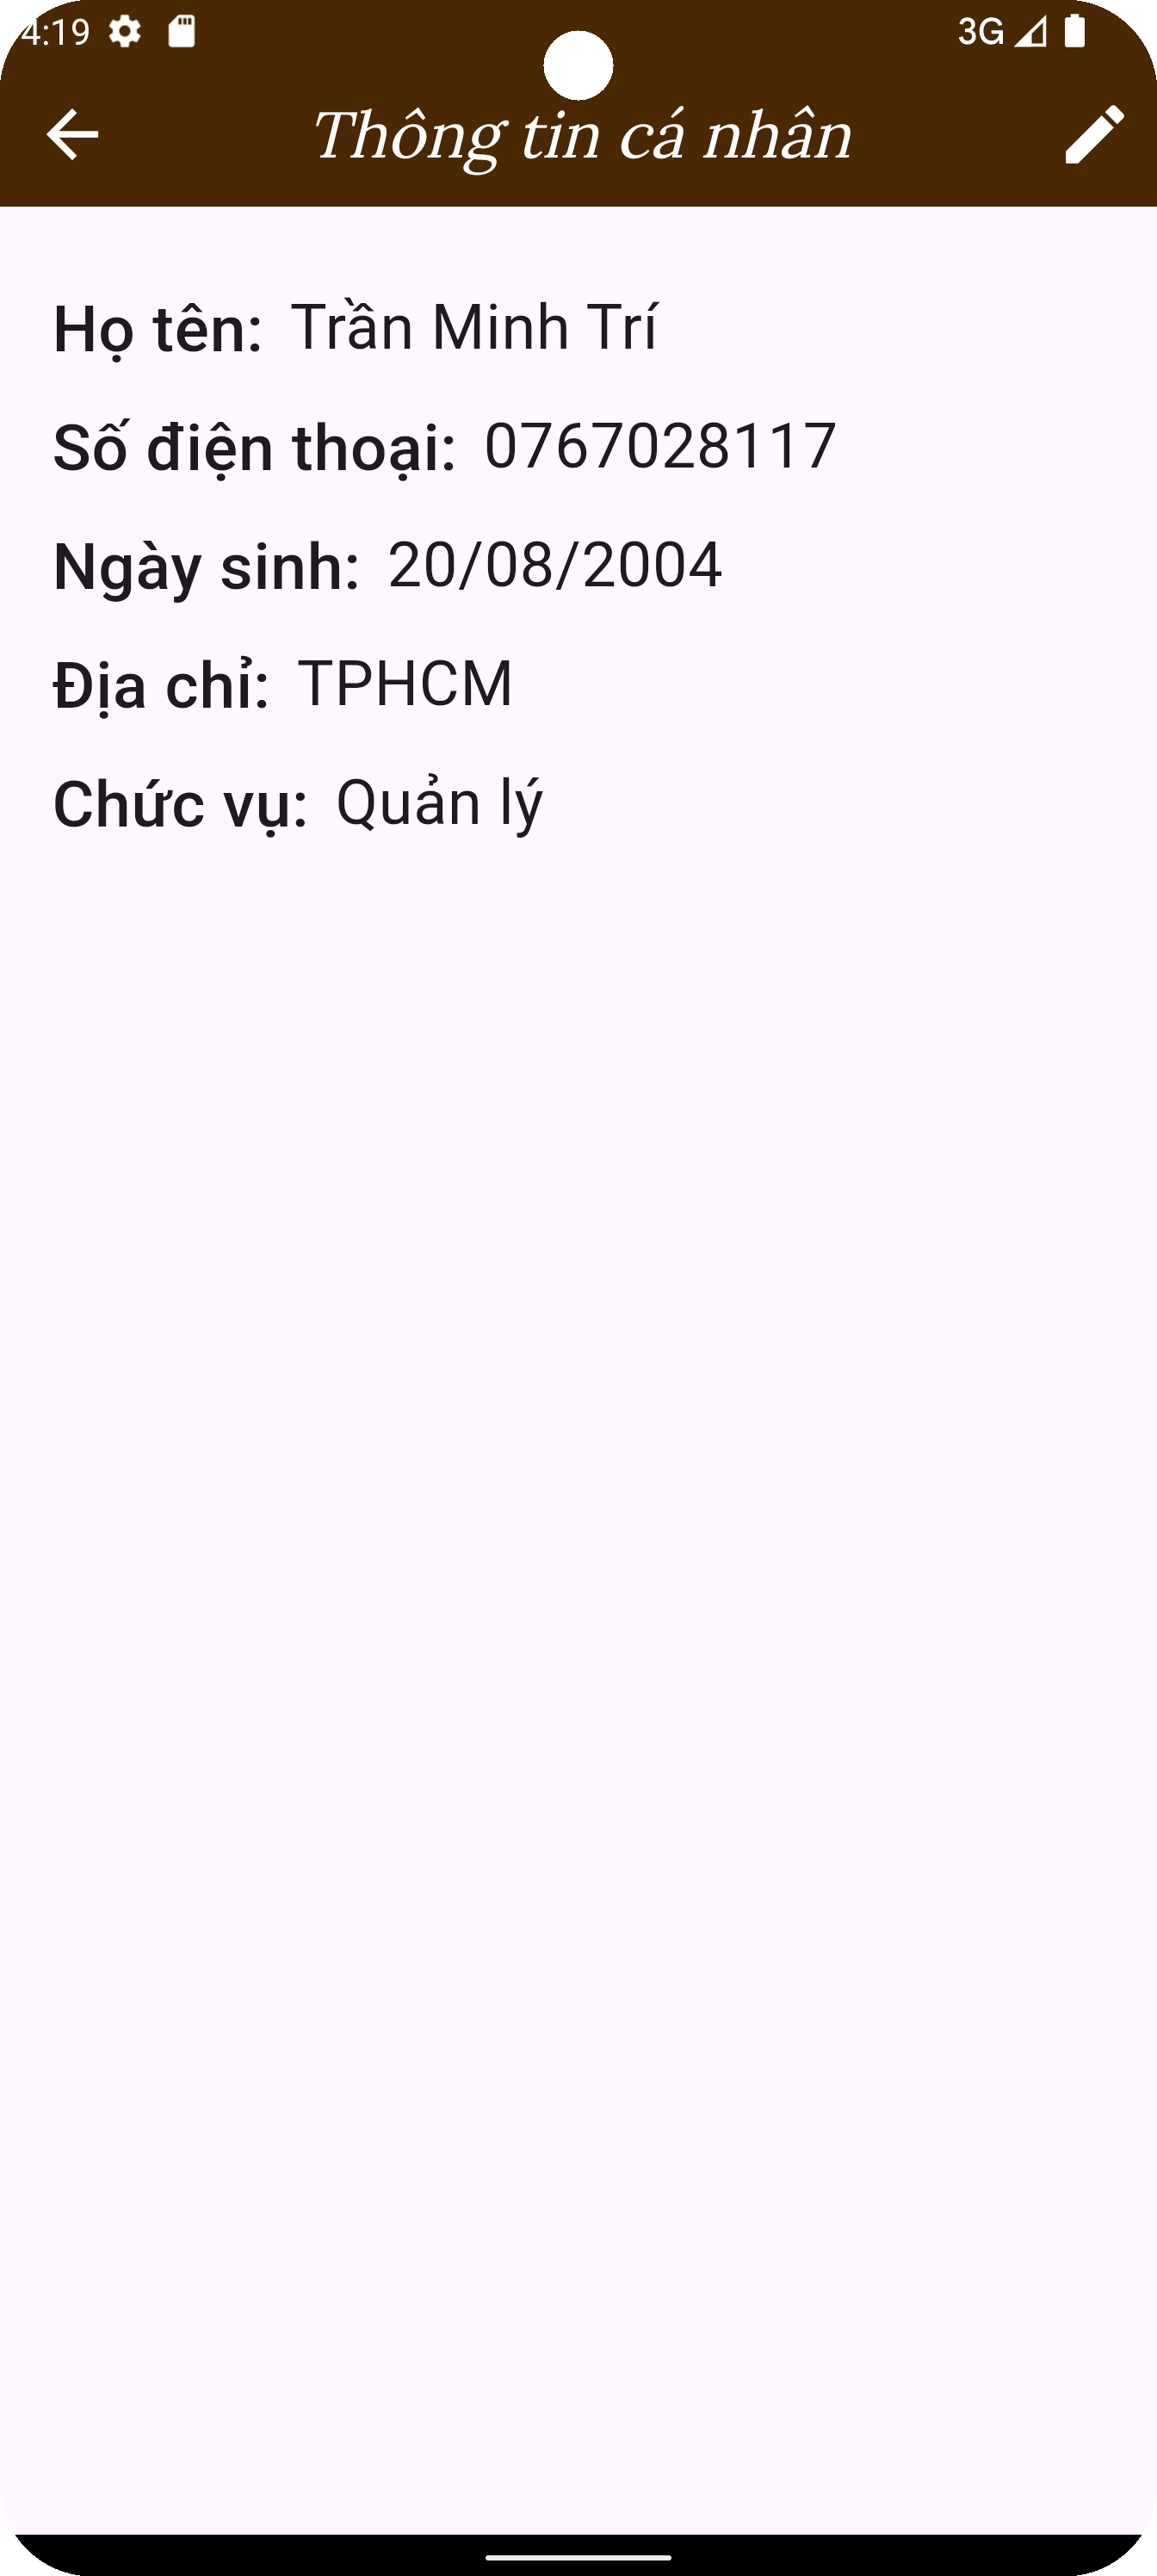 4:19
3G
Thông tin cá nhân
Họ tên: Trần Minh Trí
Số điện thoại: 0767028117
Ngày sinh: 20/08/2004
Địa chỉ: TPHCM
Chức vụ: Quản lý